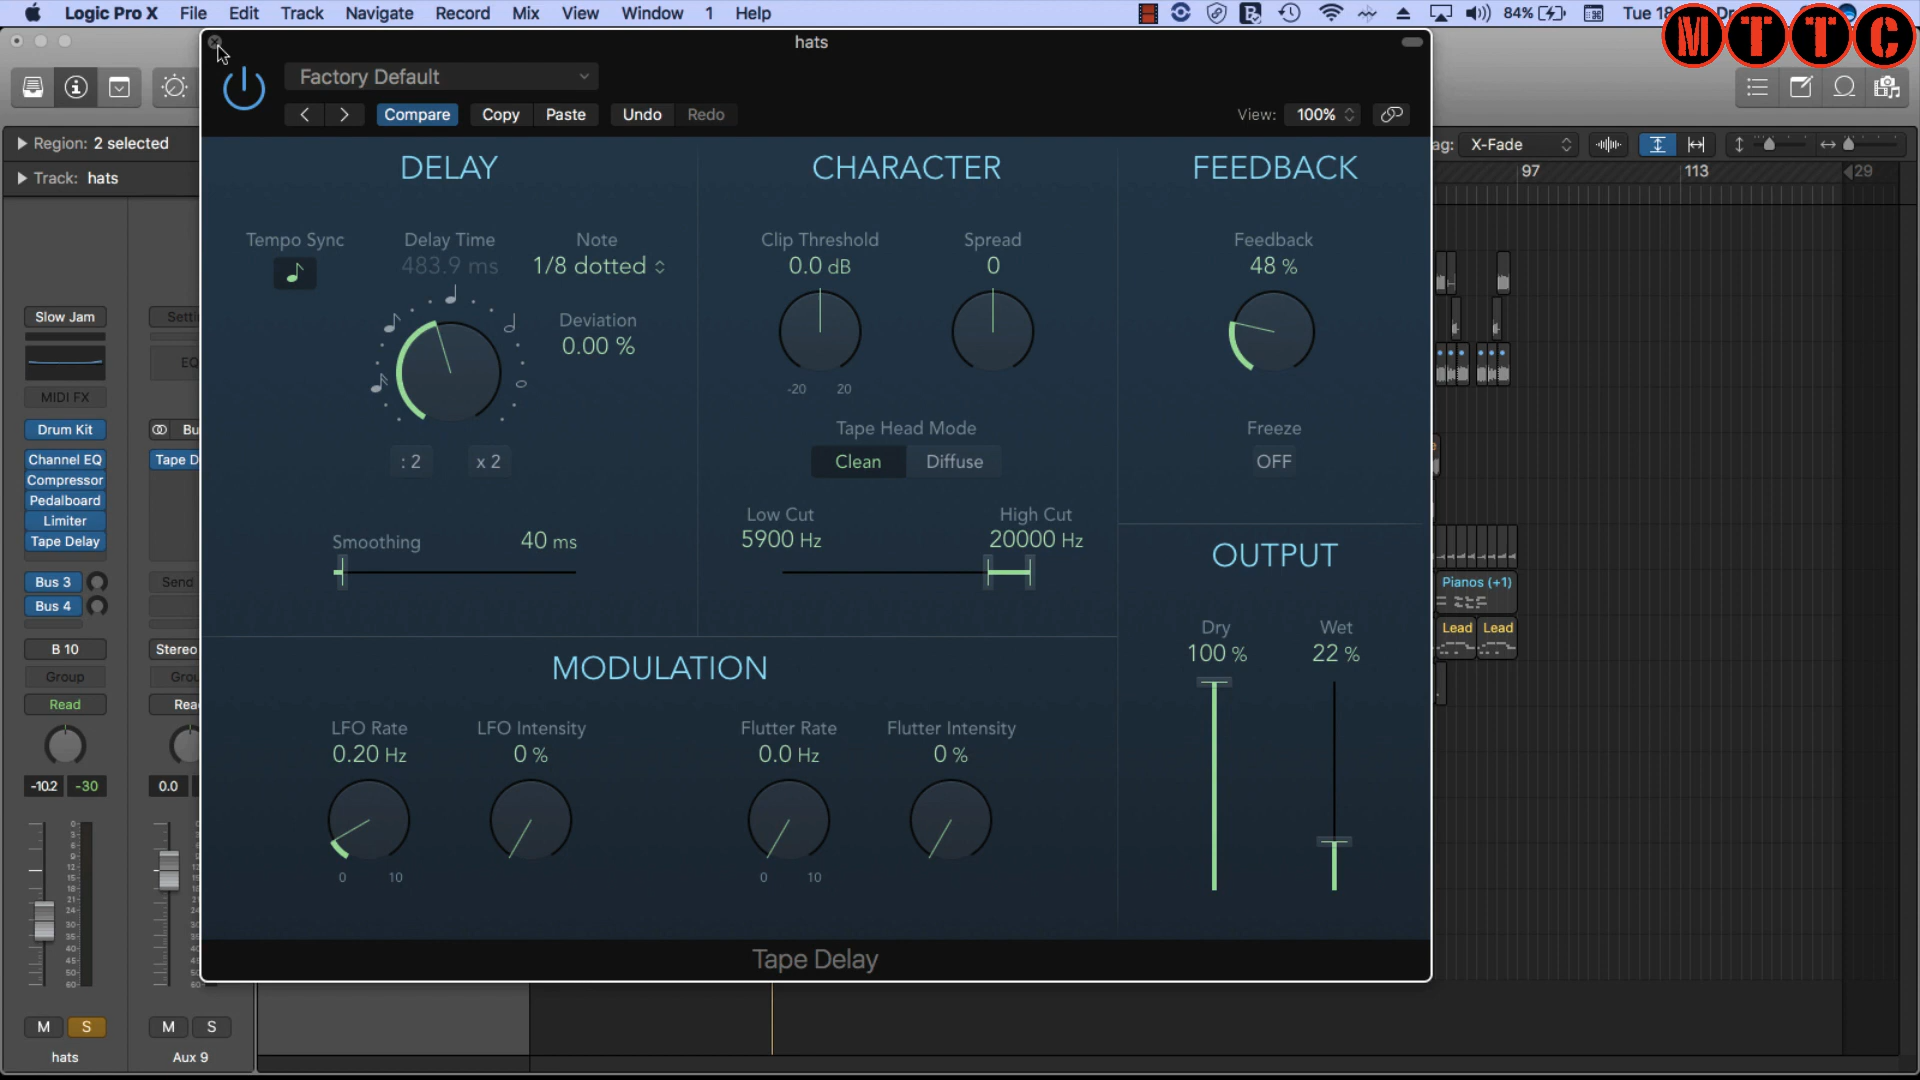 Logic Pro X File Edit Track Navigate Record Mix View Window 1 Help
84%
Tue 18
MTTC
hats
Factory Default
Compare Copy Paste Undo Redo
View: 100%
Region: 2 selected
Track: hats
X-Fade
97 113 29
DELAY
Tempo Sync
Delay Time
483.9 ms
Note
1/8 dotted
Deviation
0.00 %
: 2 x 2
Smoothing 40 ms
CHARACTER
Clip Threshold
0.0 dB
-20 20
Spread
0
Tape Head Mode
Clean Diffuse
Low Cut
5900 Hz
High Cut
20000 Hz
FEEDBACK
Feedback
48 %
Freeze
OFF
OUTPUT
Dry
100 %
Wet
22 %
MODULATION
LFO Rate
0.20 Hz
0 10
LFO Intensity
0 %
Flutter Rate
0.0 Hz
0 10
Flutter Intensity
0 %
Tape Delay
Slow Jam
MIDI FX
Drum Kit
Channel EQ
Compressor
Pedalboard
Limiter
Tape Delay
Bus 3
Bus 4
B 10
Group
Read
-10.2 -30
M S
hats
EQ
Tape D
Send
Stereo
0.0
M S
Aux 9
Pianos (+1)
Lead Lead